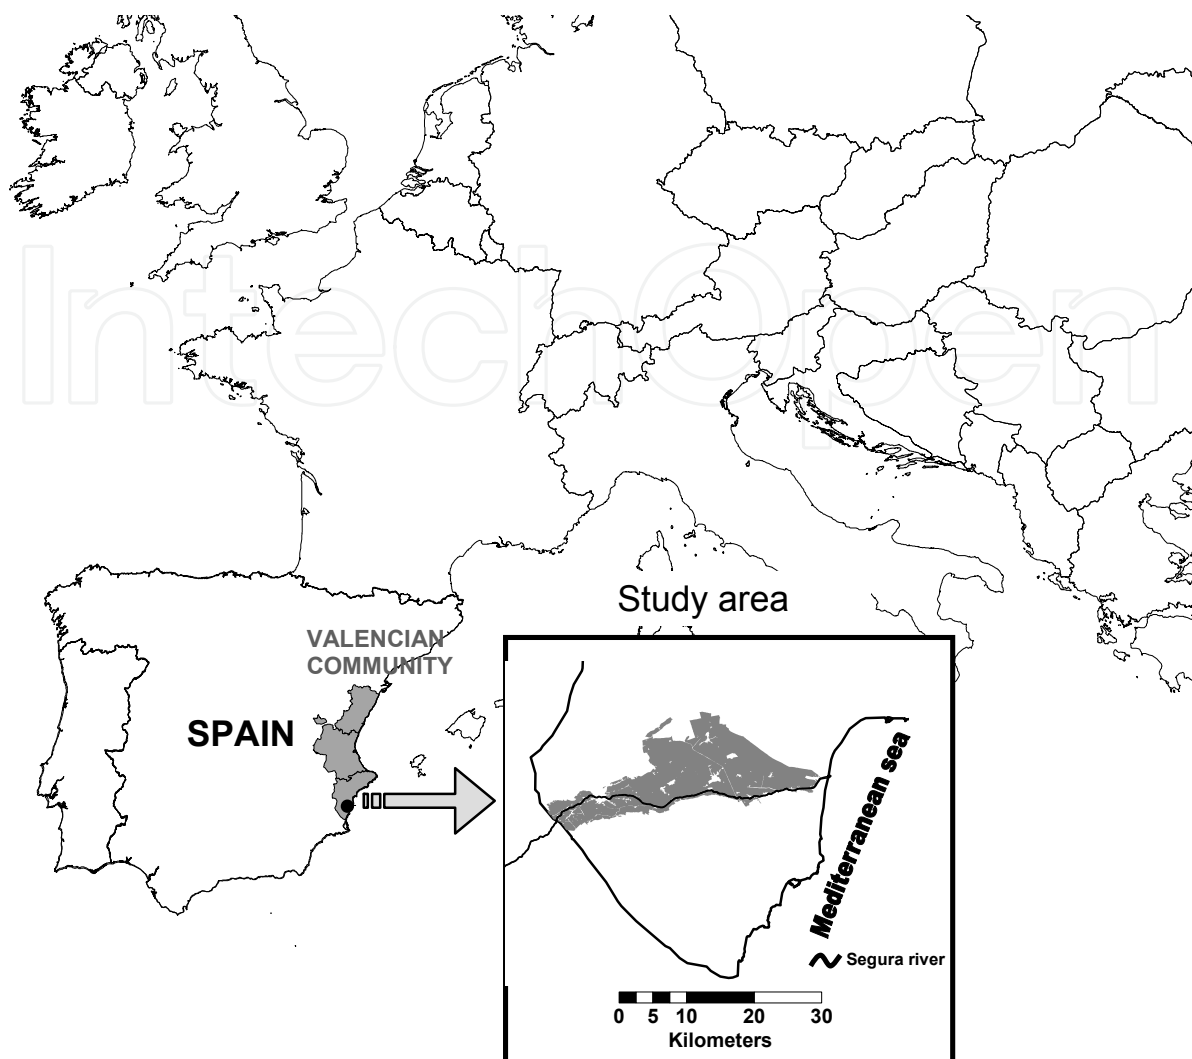 IntechOpen
Study area
VALENCIAN
COMMUNITY
SPAIN
Mediterranean sea
Segura river
0 5 10 20 30
Kilometers